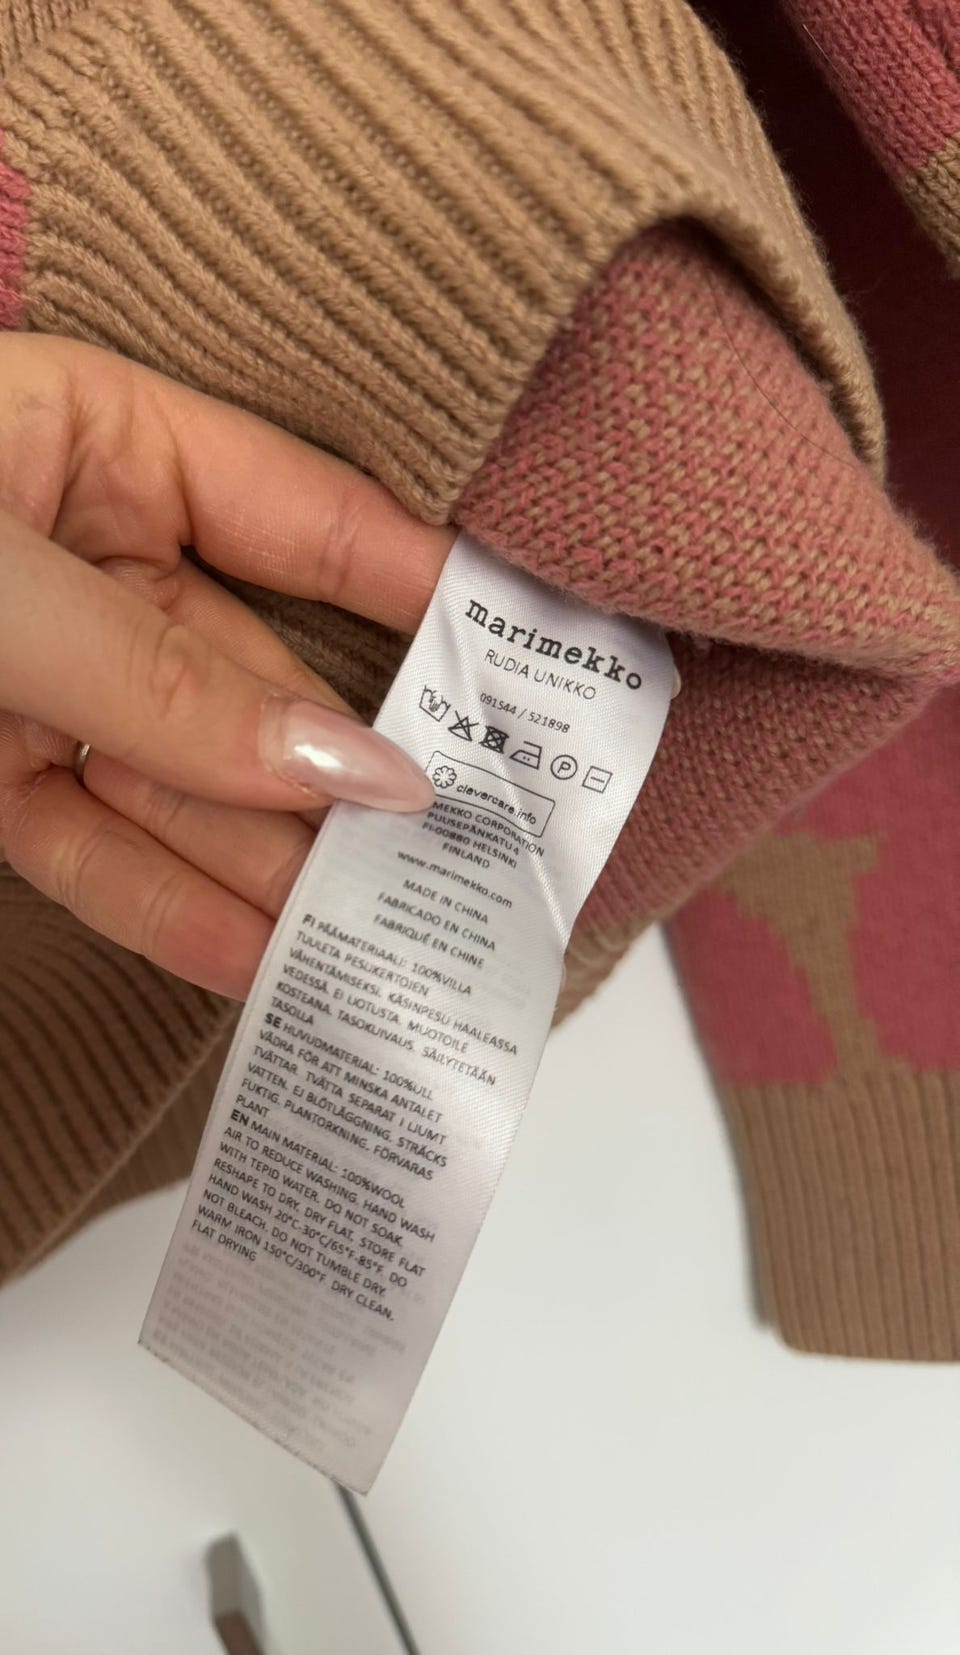 marimekko
RUDIA UNIKKO
091544 / 521898
P
clevercare.info
MEKKO CORPORATION
PUUSEPÄNKATU 4
FI-00880 HELSINKI
FINLAND
www.marimekko.com
MADE IN CHINA
FABRICADO EN CHINA
FABRIQUÉ EN CHINE
FI PÄÄMATERIAALI: 100%VILLA
TUULETA PESUKERTOJEN
VÄHENTÄMISEKSI. KÄSINPESU HAALEASSA
VEDESSÄ. EI LIOTUSTA. MUOTOILE
KOSTEANA. TASOKUIVAUS. SÄILYTETÄÄN
TASOLLA
SE HUVUDMATERIAL: 100%ULL
VÄDRA FÖR ATT MINSKA ANTALET
TVÄTTAR. TVÄTTA SEPARAT I LJUMT
VATTEN. EJ BLÖTLÄGGNING. STRÄCKS
FUKTIG. PLANTORKNING. FÖRVARAS
PLANT
EN MAIN MATERIAL: 100%WOOL
AIR TO REDUCE WASHING. HAND WASH
WITH TEPID WATER. DO NOT SOAK.
RESHAPE TO DRY. DRY FLAT, STORE FLAT
HAND WASH 20°C-30°C/65°F-85°F. DO
NOT BLEACH. DO NOT TUMBLE DRY.
WARM IRON 150°C/300°F. DRY CLEAN.
FLAT DRYING